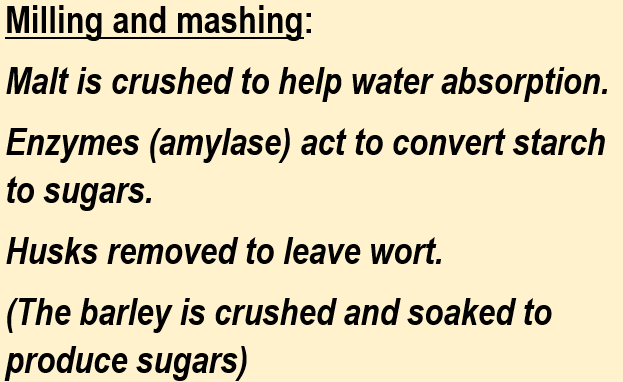 Milling and mashing:
Malt is crushed to help water absorption.
Enzymes (amylase) act to convert starch
to sugars.
Husks removed to leave wort.
(The barley is crushed and soaked to
produce sugars)